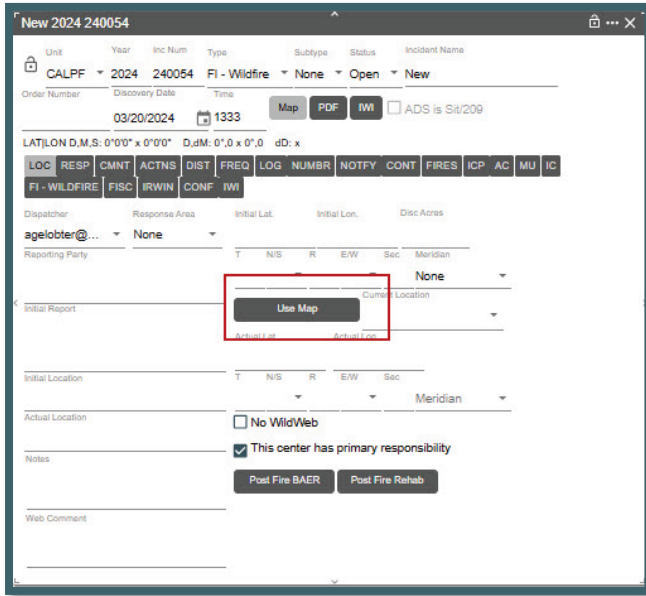 New 2024 240054
Unit Year Inc Num Type Subtype Status Incident Name
CALPF 2024 240054 FI - Wildfire None Open New
Order Number Discovery Date Time
03/20/2024 1333 Map PDF IWI ADS is Sit/209
LAT|LON D,M,S: 0°0'0" x 0°0'0" D,dM: 0°,0 x 0°,0 dD: x
LOC RESP CMNT ACTNS DIST FREQ LOG NUMBR NOTFY CONT FIRES ICP AC MU IC
FI - WILDFIRE FISC IRWIN CONF IWI
Dispatcher Response Area Initial Lat. Initial Lon. Disc Acres
agelobter@... None
Reporting Party T N/S R E/W Sec Meridian
None
Initial Report Use Map Current Location
Actual Lat. Actual Lon.
Initial Location T N/S R E/W Sec
Meridian
Actual Location
No WildWeb
This center has primary responsibility
Notes
Post Fire BAER Post Fire Rehab
Web Comment